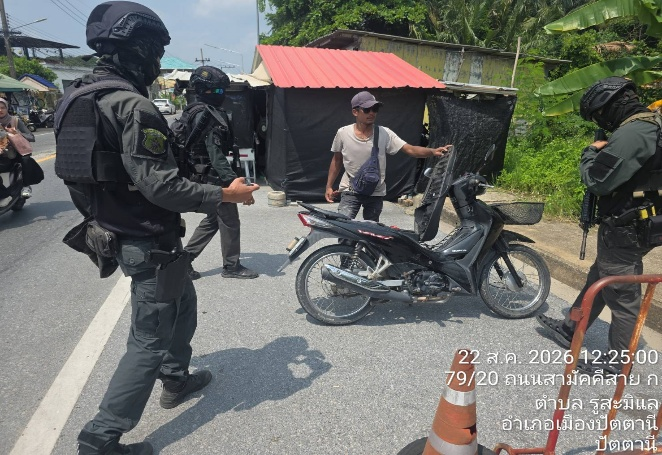 22 ส.ค. 2026 12:25:00
79/20 ถนนสามัคคีสาย ก
ตำบล รูสะมิแล
อำเภอเมืองปัตตานี
ปัตตานี